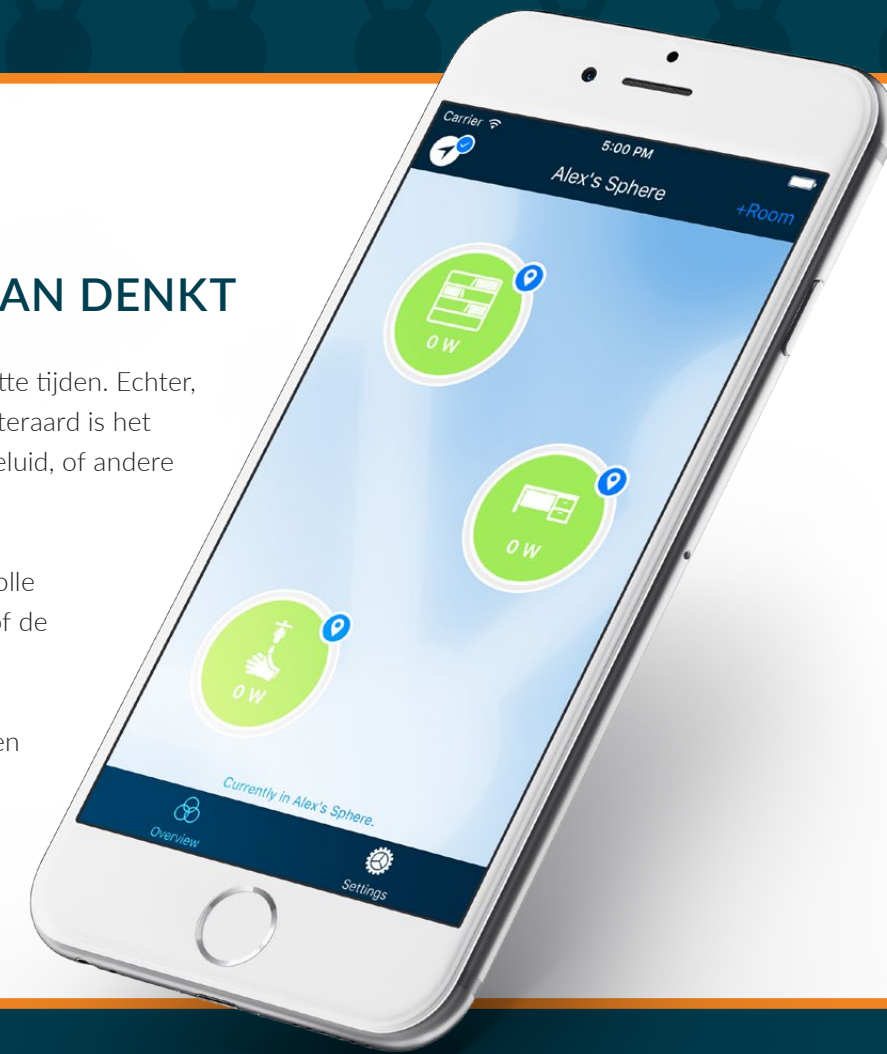 AN DENKT
tte tijden. Echter,
teraard is het
eluid, of andere
olle
of de
en
Carrier
5:00 PM
Alex's Sphere
+Room
0 W
0 W
0 W
Currently in Alex's Sphere.
Overview
Settings